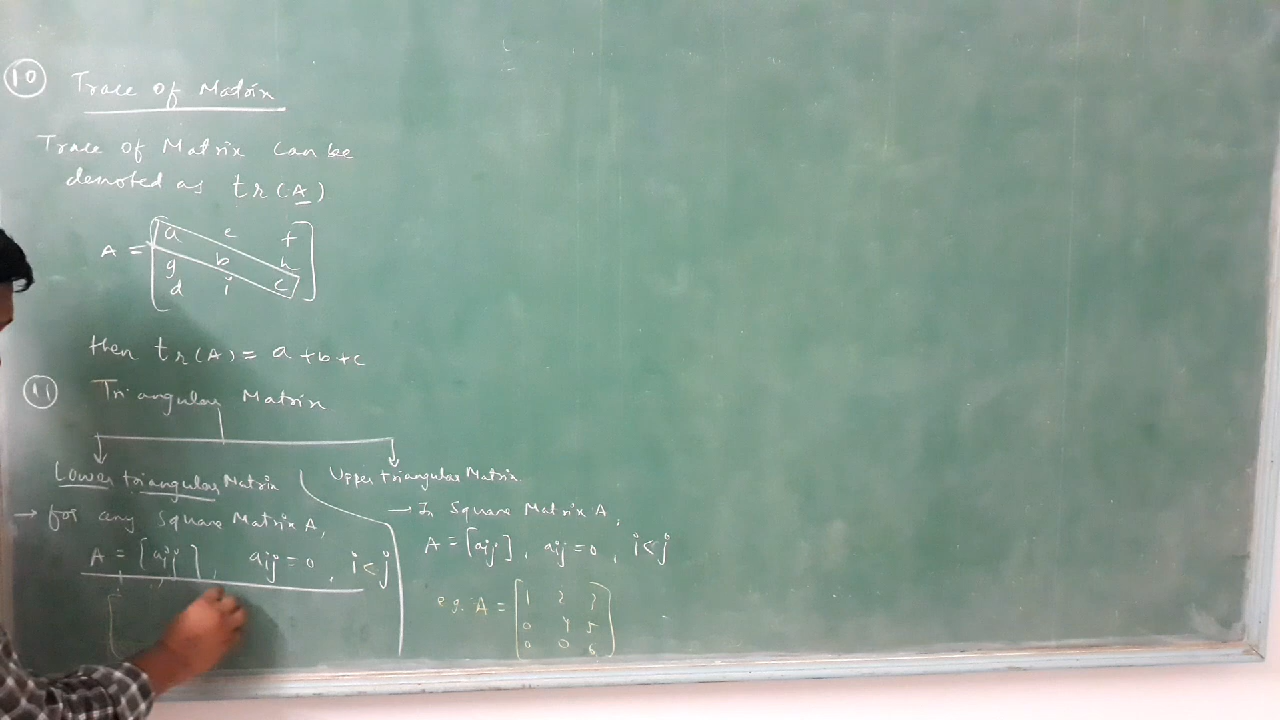 10 Trace of Matrix
Trace of Matrix can be
denoted as tr(A)
A = [a e f
g b h
d i c]
then tr(A) = a+b+c
11 Triangular Matrix
Lower triangular Matrix
→ for any square Matrix A,
A = [aij], aij = 0, i<j
Upper triangular Matrix
→ In Square Matrix A,
A = [aij], aij = 0, i<j
e.g. A = [1 2 3
0 4 5
0 0 6]